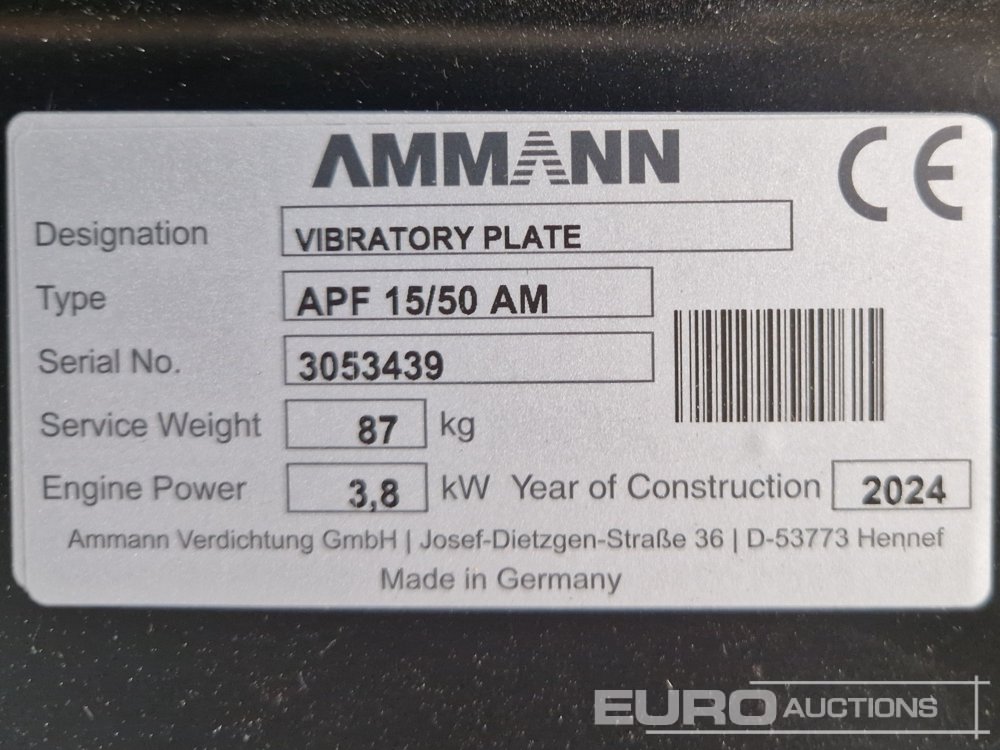 AMMANN CE
Designation VIBRATORY PLATE
Type APF 15/50 AM
Serial No. 3053439
Service Weight 87 kg
Engine Power 3,8 kW Year of Construction 2024
Ammann Verdichtung GmbH | Josef-Dietzgen-Straße 36 | D-53773 Hennef
Made in Germany
EURO AUCTIONS